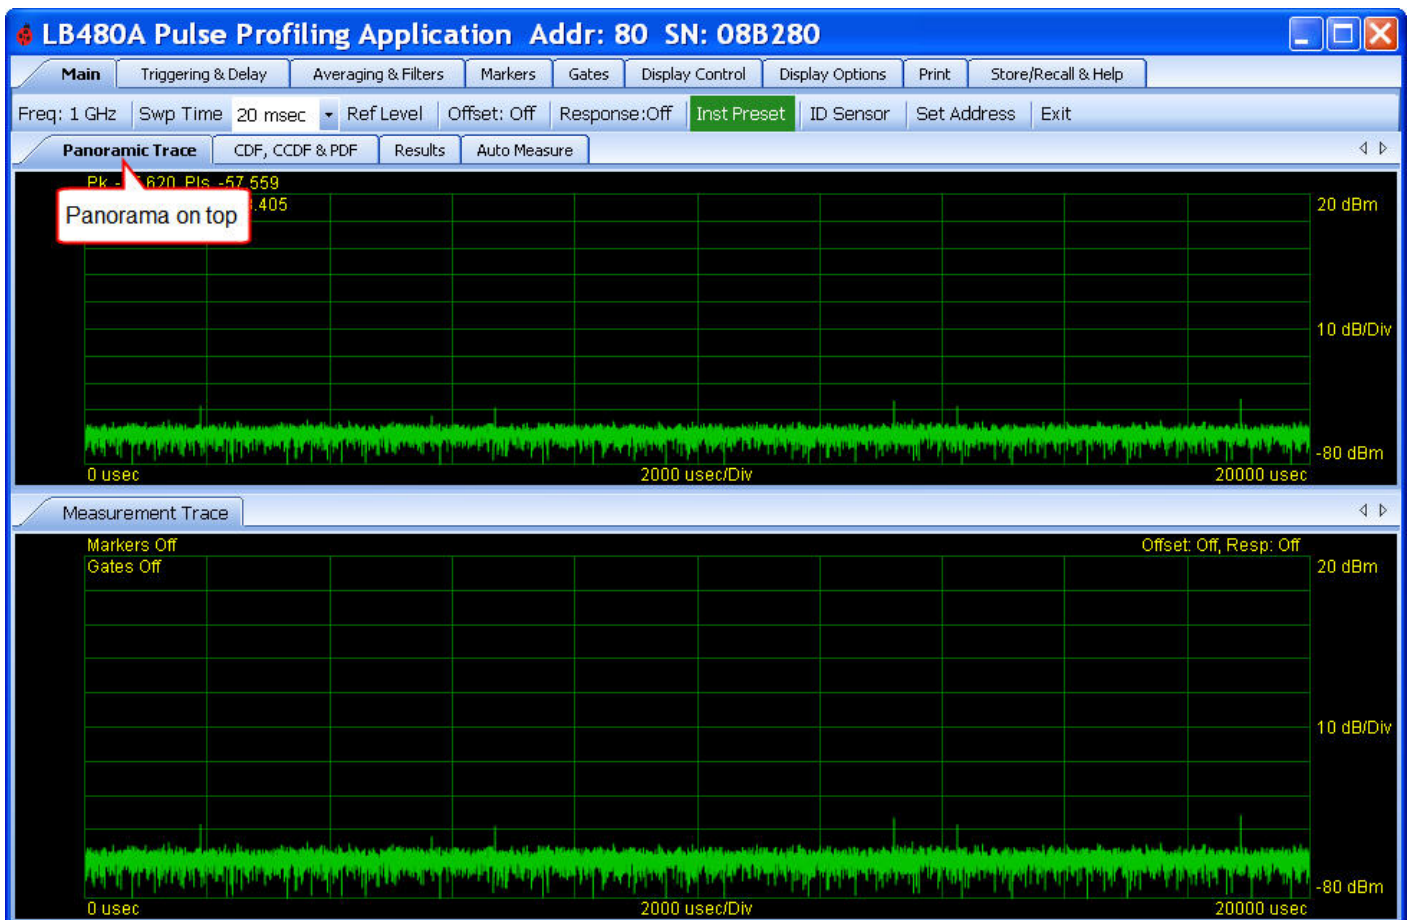 LB480A Pulse Profiling Application Addr: 80 SN: 08B280
Main Triggering & Delay Averaging & Filters Markers Gates Display Control Display Options Print Store/Recall & Help
Freq: 1 GHz Swp Time 20 msec Ref Level Offset: Off Response:Off Inst Preset ID Sensor Set Address Exit
Panoramic Trace CDF, CCDF & PDF Results Auto Measure
Pk Pls -57.559
Panorama on top
20 dBm
10 dB/Div
-80 dBm
0 usec 2000 usec/Div 20000 usec
Measurement Trace
Markers Off Offset: Off, Resp: Off
Gates Off 20 dBm
10 dB/Div
-80 dBm
0 usec 2000 usec/Div 20000 usec